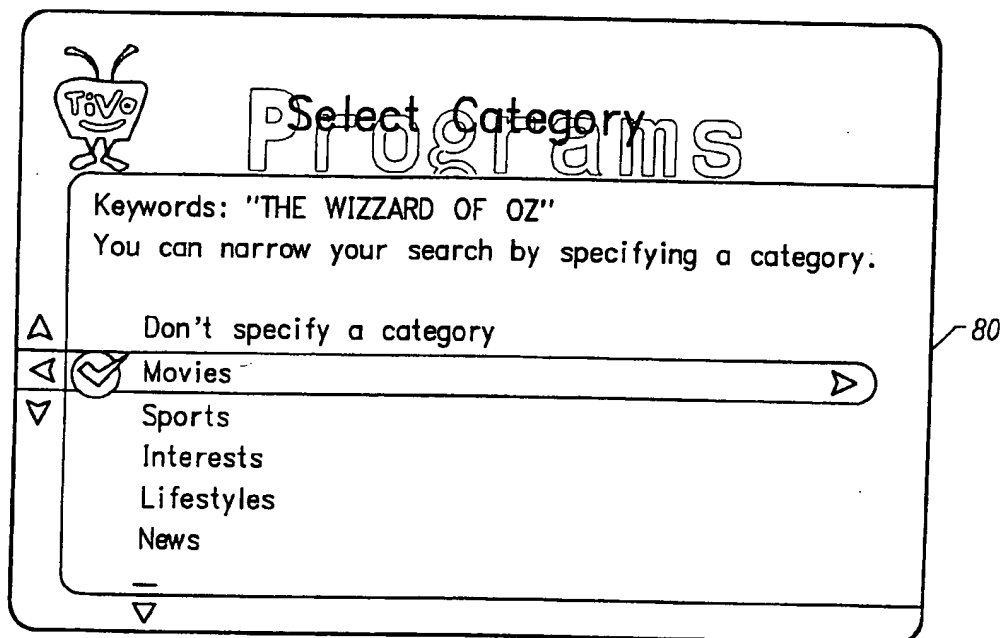 TiVo
Programs
Select Category
Keywords: "THE WIZZARD OF OZ"
You can narrow your search by specifying a category.
Don't specify a category
Movies
Sports
Interests
Lifestyles
News
80